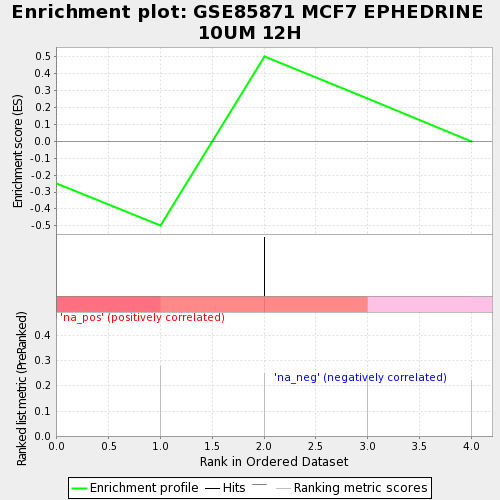 Enrichment plot: GSE85871 MCF7 EPHEDRINE
10UM 12H
Enrichment score (ES)
0.5
0.4
0.3
0.2
0.1
0.0
-0.1
-0.2
-0.3
-0.4
-0.5
'na_pos' (positively correlated)
Ranked list metric (PreRanked)
0.4
0.3
0.2
0.1
0.0
'na_neg' (negatively correlated)
0.0 0.5 1.0 1.5 2.0 2.5 3.0 3.5 4.0
Rank in Ordered Dataset
Enrichment profile Hits Ranking metric scores